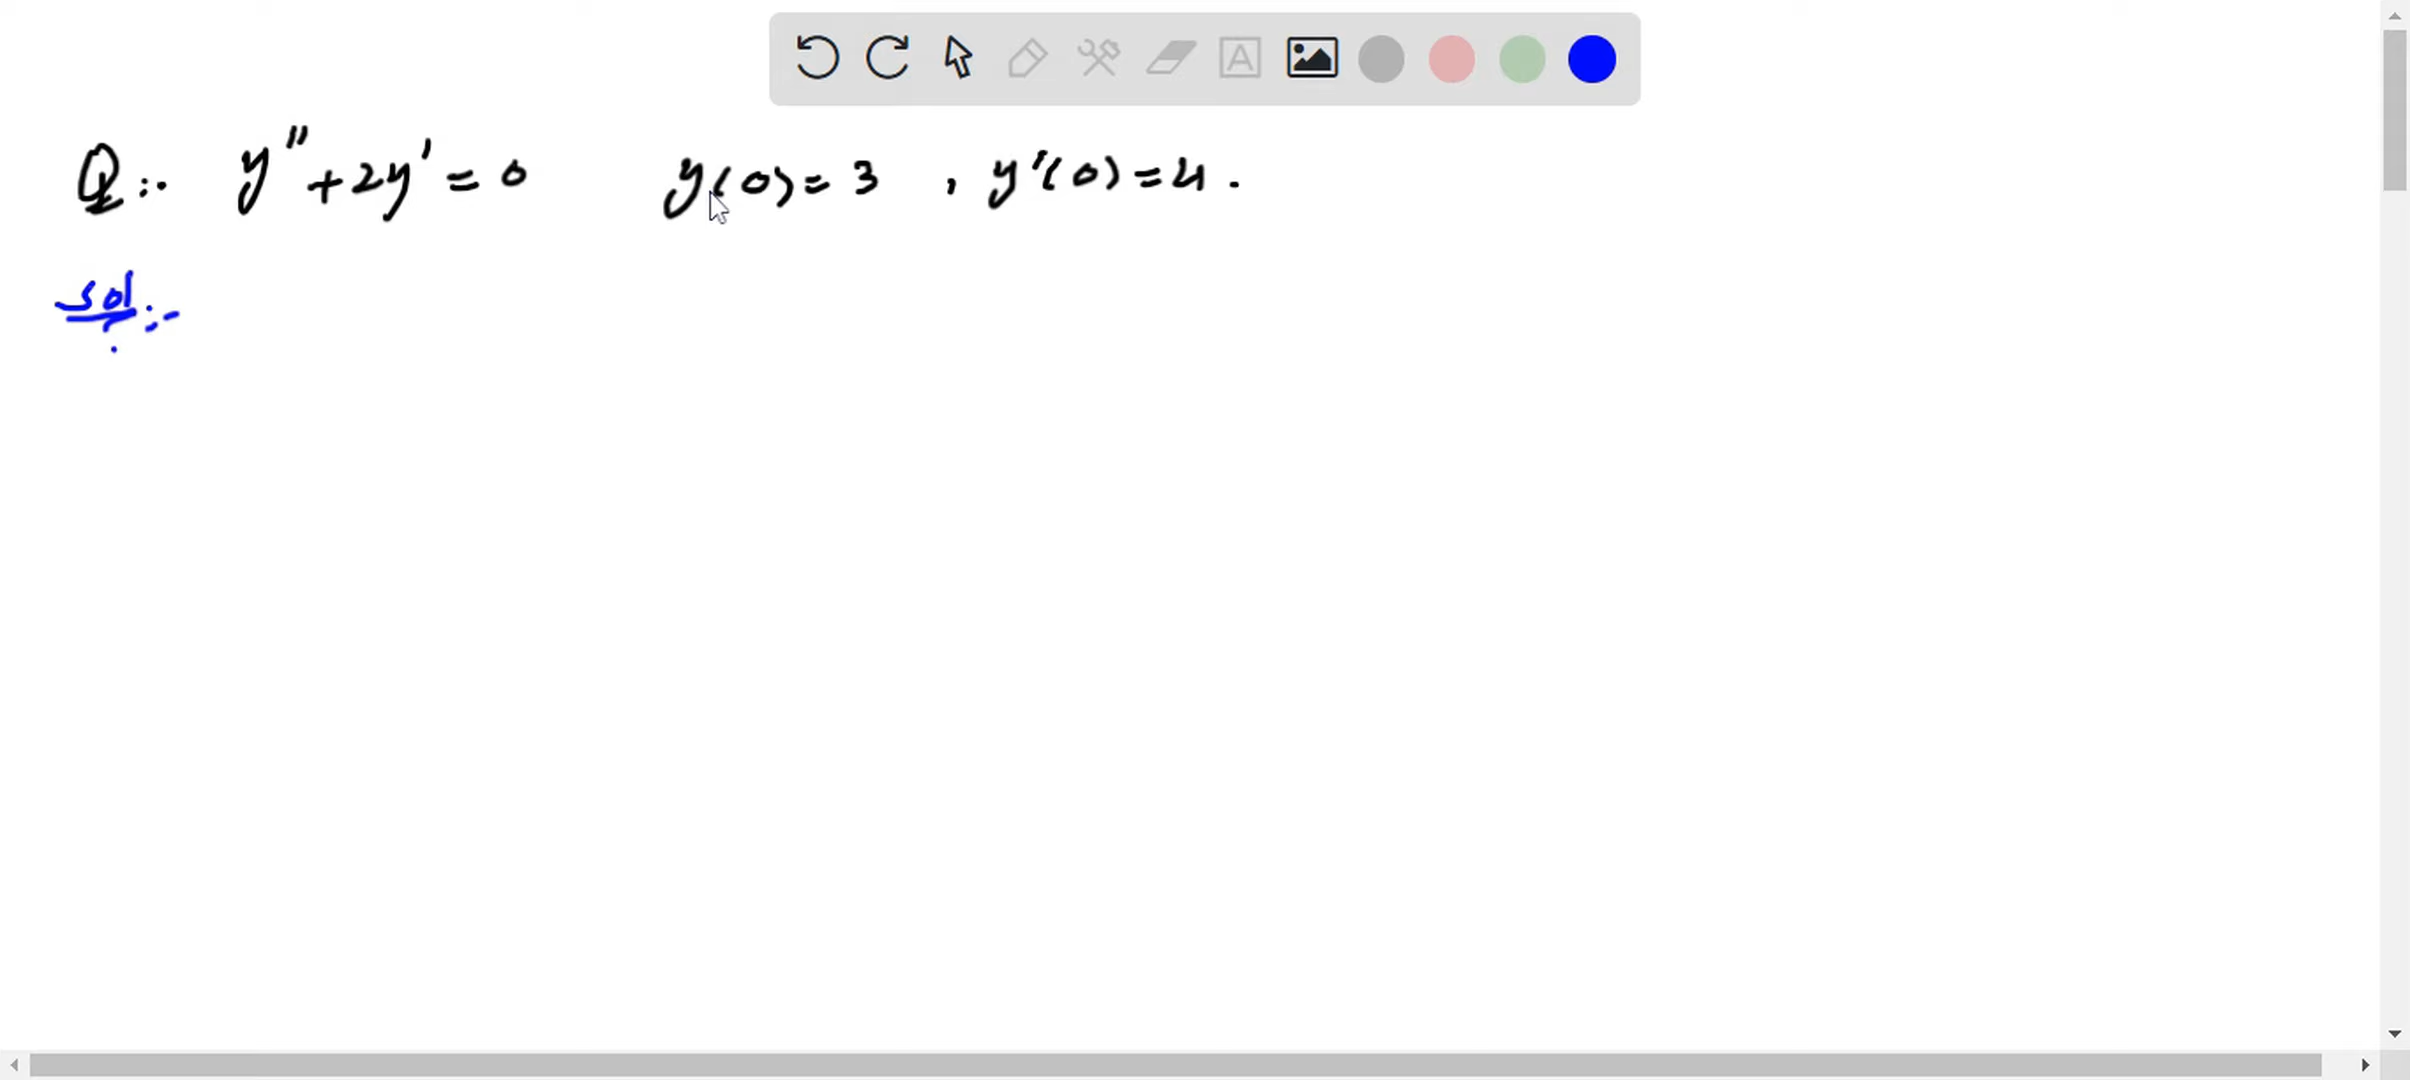 Q:. y''+2y' = 0 y(0) = 3 , y'(0) = 4 .
Sol:-